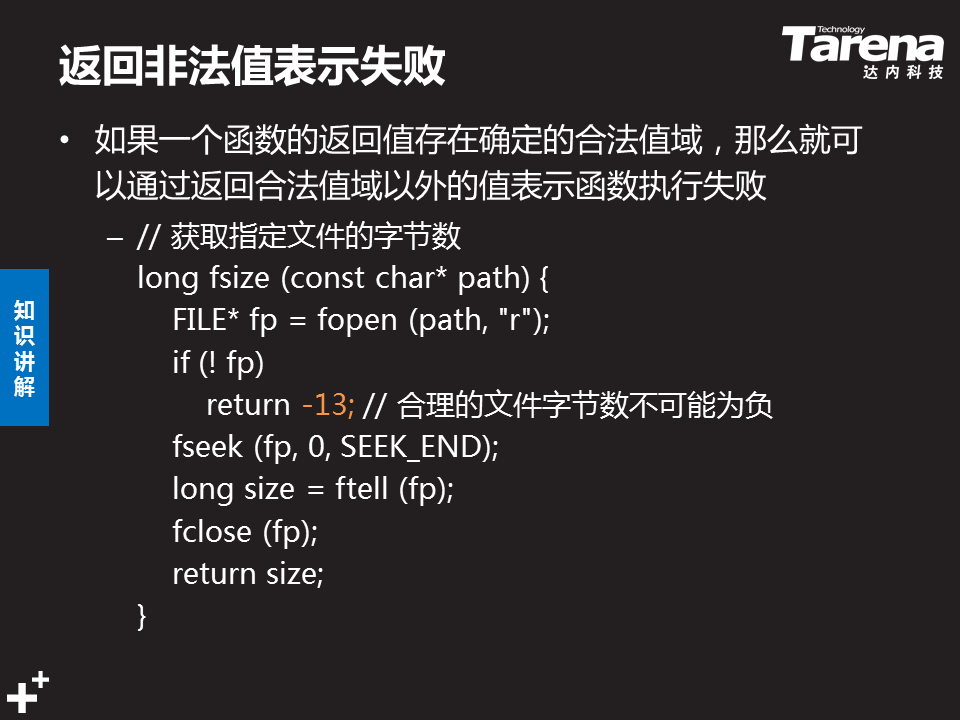 返回非法值表示失败
Technology
Tarena
达内科技
• 如果一个函数的返回值存在确定的合法值域，那么就可
以通过返回合法值域以外的值表示函数执行失败
– // 获取指定文件的字节数
long fsize (const char* path) {
FILE* fp = fopen (path, "r");
if (! fp)
return -13; // 合理的文件字节数不可能为负
fseek (fp, 0, SEEK_END);
long size = ftell (fp);
fclose (fp);
return size;
}
知识讲解